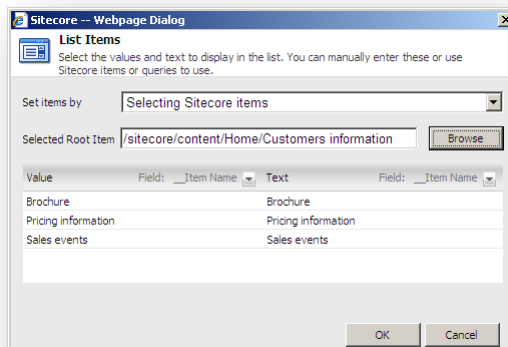 Sitecore -- Webpage Dialog
List Items
Select the values and text to display in the list. You can manually enter these or use
Sitecore items or queries to use.
Set items by Selecting Sitecore items
Selected Root Item /sitecore/content/Home/Customers information Browse
Value Field: __Item Name Text Field: __Item Name
Brochure Brochure
Pricing information Pricing information
Sales events Sales events
OK Cancel